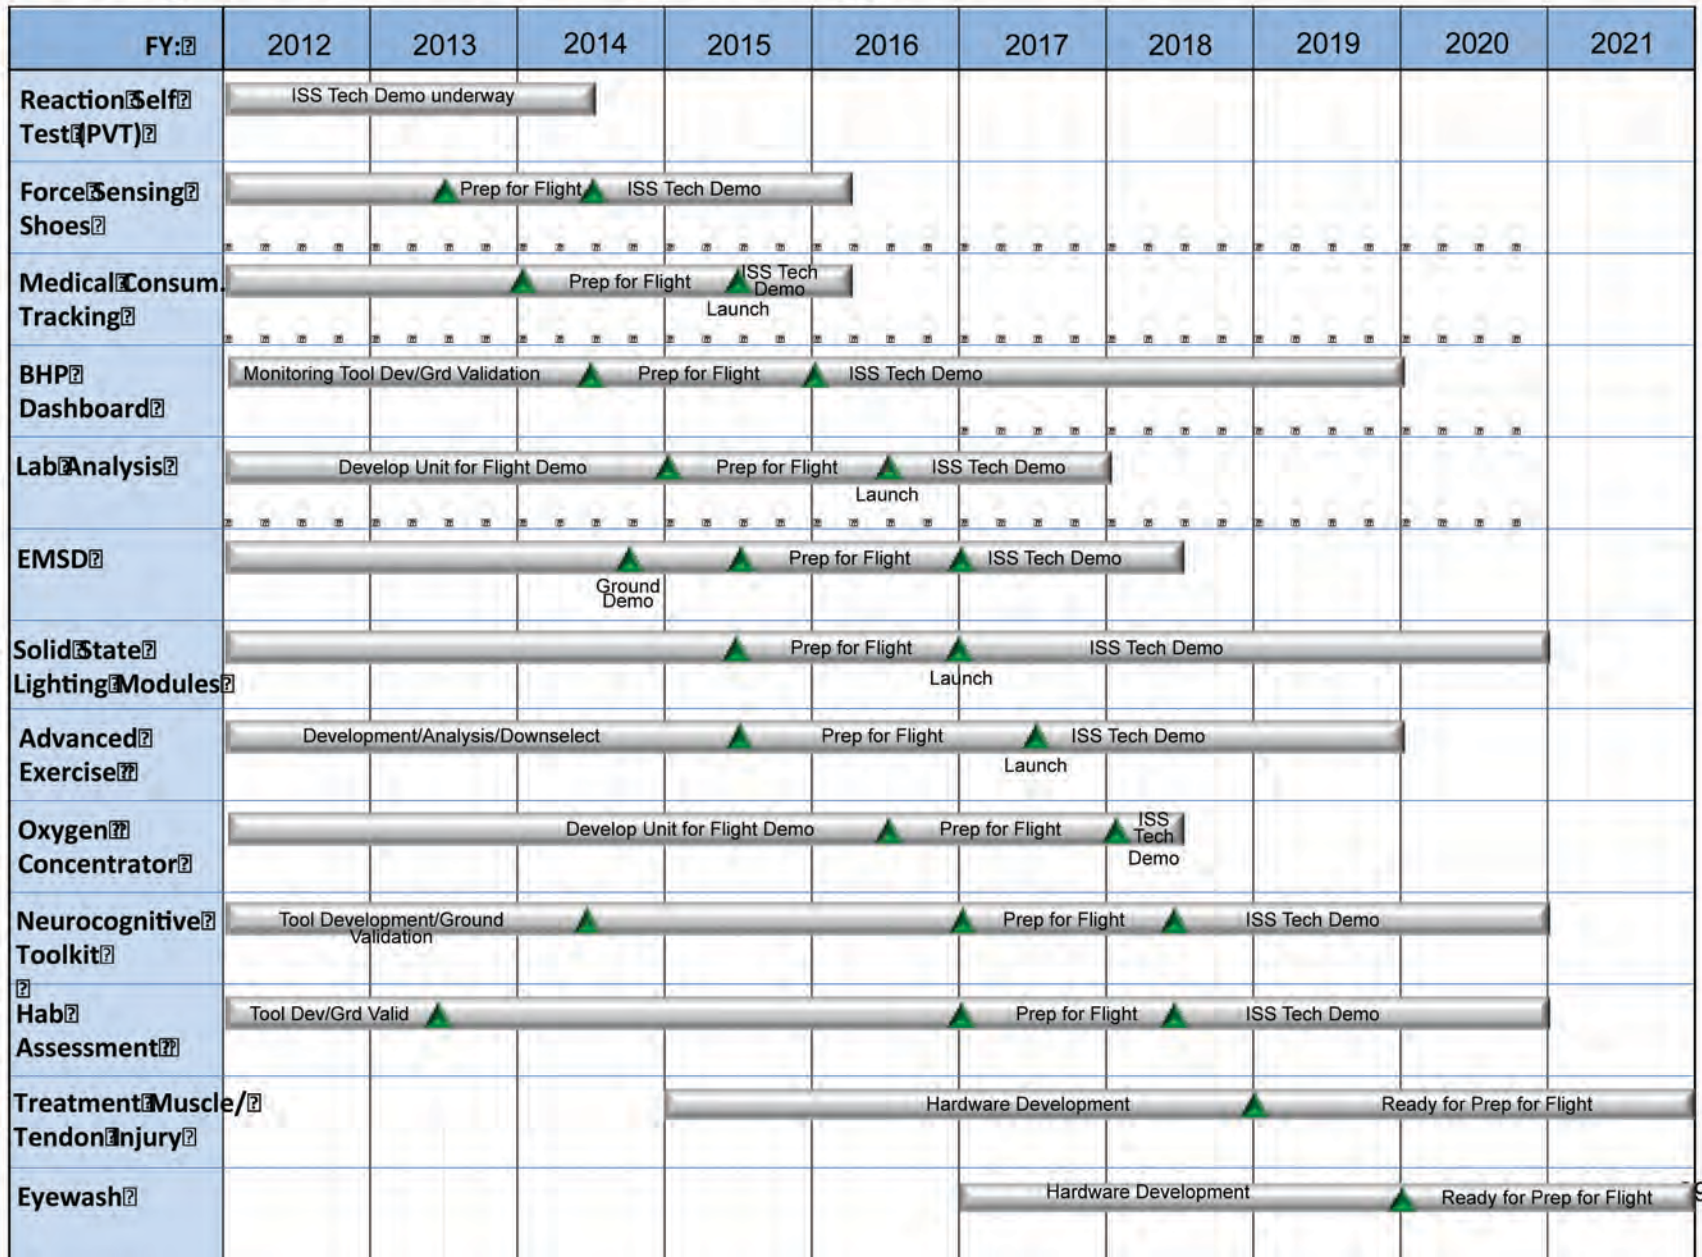 FY:
2012 2013 2014 2015 2016 2017 2018 2019 2020 2021
Reaction Self
Test (PVT)
ISS Tech Demo underway
Force Sensing
Shoes
Prep for Flight ISS Tech Demo
Medical Consum.
Tracking
Prep for Flight ISS Tech
Demo
Launch
BHP
Dashboard
Monitoring Tool Dev/Grd Validation Prep for Flight ISS Tech Demo
Lab Analysis
Develop Unit for Flight Demo Prep for Flight ISS Tech Demo
Launch
EMSD
Prep for Flight ISS Tech Demo
Ground
Demo
Solid State
Lighting Modules
Prep for Flight ISS Tech Demo
Launch
Advanced
Exercise
Development/Analysis/Downselect Prep for Flight ISS Tech Demo
Launch
Oxygen
Concentrator
Develop Unit for Flight Demo Prep for Flight ISS
Tech
Demo
Neurocognitive
Toolkit
Tool Development/Ground
Validation
Prep for Flight ISS Tech Demo
Hab
Assessment
Tool Dev/Grd Valid Prep for Flight ISS Tech Demo
Treatment Muscle/
Tendon Injury
Hardware Development Ready for Prep for Flight
Eyewash
Hardware Development Ready for Prep for Flight